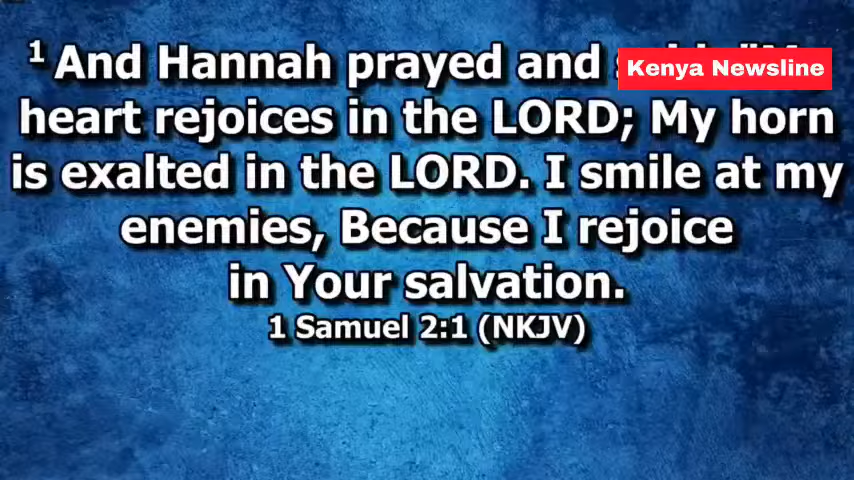 1 And Hannah prayed and
Kenya Newsline
heart rejoices in the LORD; My horn
is exalted in the LORD. I smile at my
enemies, Because I rejoice
in Your salvation.
1 Samuel 2:1 (NKJV)